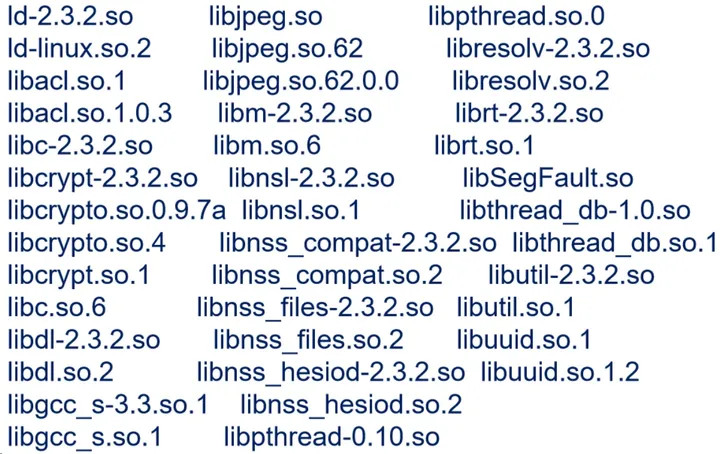 ld-2.3.2.so libjpeg.so libpthread.so.0
ld-linux.so.2 libjpeg.so.62 libresolv-2.3.2.so
libacl.so.1 libjpeg.so.62.0.0 libresolv.so.2
libacl.so.1.0.3 libm-2.3.2.so librt-2.3.2.so
libc-2.3.2.so libm.so.6 librt.so.1
libcrypt-2.3.2.so libnsl-2.3.2.so libSegFault.so
libcrypto.so.0.9.7a libnsl.so.1 libthread_db-1.0.so
libcrypto.so.4 libnss_compat-2.3.2.so libthread_db.so.1
libcrypt.so.1 libnss_compat.so.2 libutil-2.3.2.so
libc.so.6 libnss_files-2.3.2.so libutil.so.1
libdl-2.3.2.so libnss_files.so.2 libuuid.so.1
libdl.so.2 libnss_hesiod-2.3.2.so libuuid.so.1.2
libgcc_s-3.3.so.1 libnss_hesiod.so.2
libgcc_s.so.1 libpthread-0.10.so